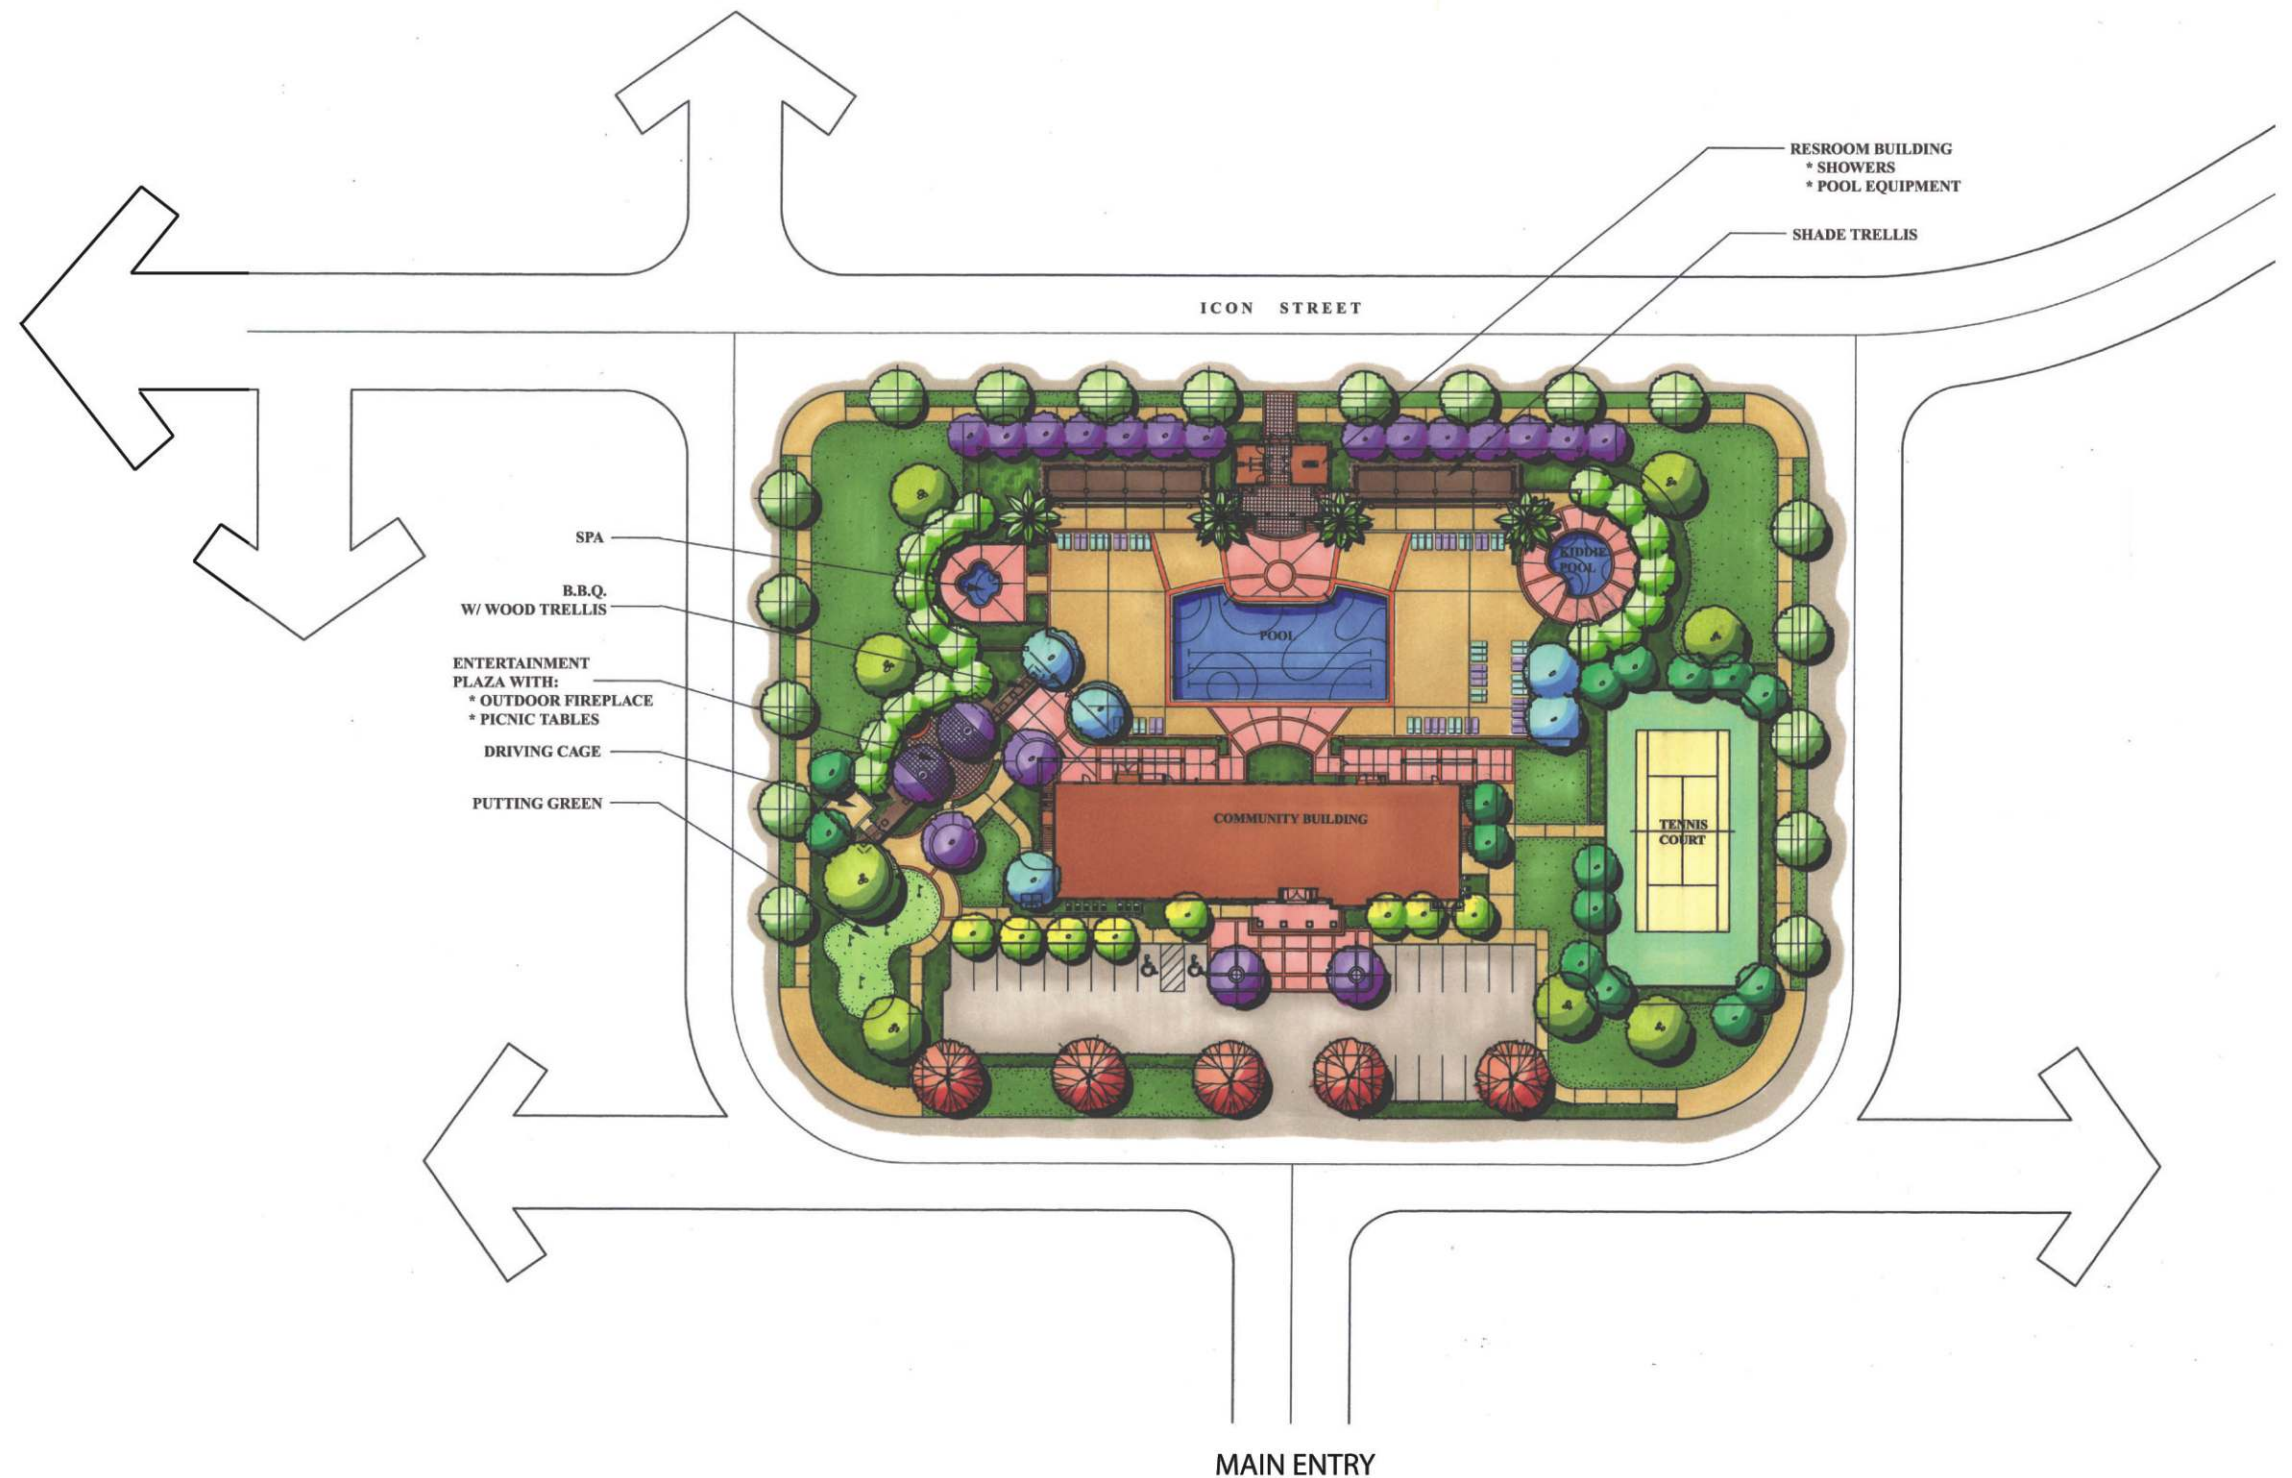 RESROOM BUILDING
* SHOWERS
* POOL EQUIPMENT
SHADE TRELLIS
ICON STREET
SPA
B.B.Q.
W/ WOOD TRELLIS
ENTERTAINMENT
PLAZA WITH:
* OUTDOOR FIREPLACE
* PICNIC TABLES
DRIVING CAGE
PUTTING GREEN
KIDDIE
POOL
POOL
COMMUNITY BUILDING
TENNIS
COURT
MAIN ENTRY